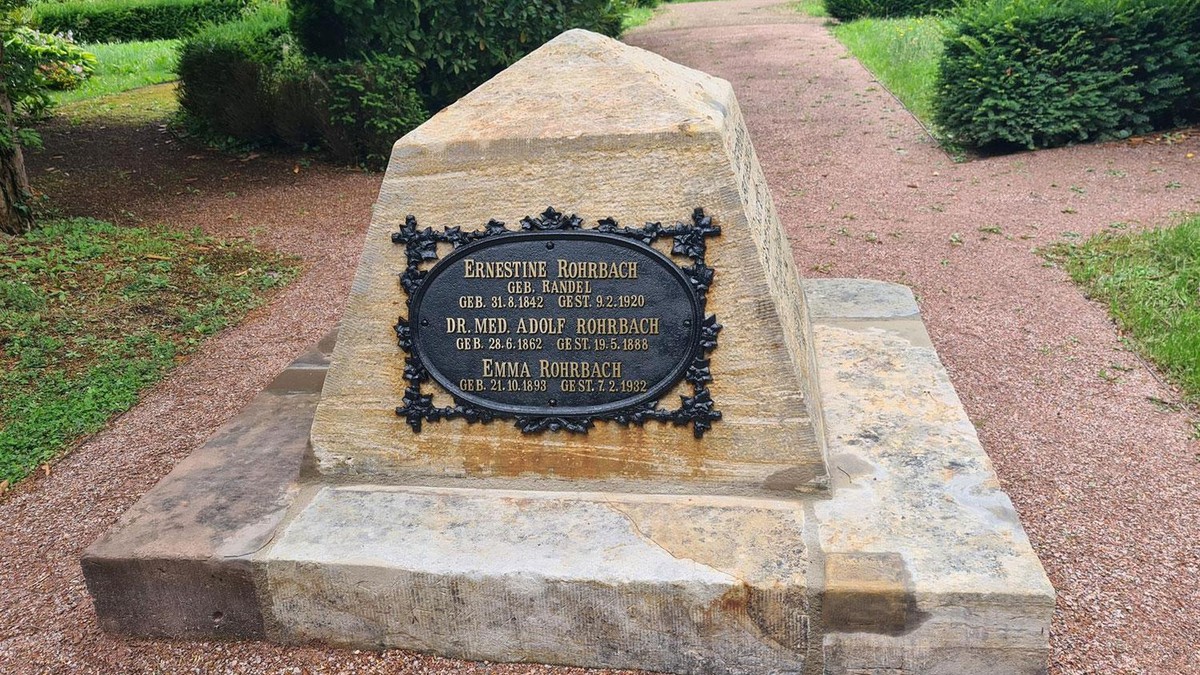 ERNESTINE ROHRBACH
GEB. RANDEL
GEB. 31.8.1842 GEST. 9.2.1920
DR. MED. ADOLF ROHRBACH
GEB. 28.6.1862 GEST. 19.5.1888
EMMA ROHRBACH
GEB. 21.10.1893 GEST. 7.2.1932